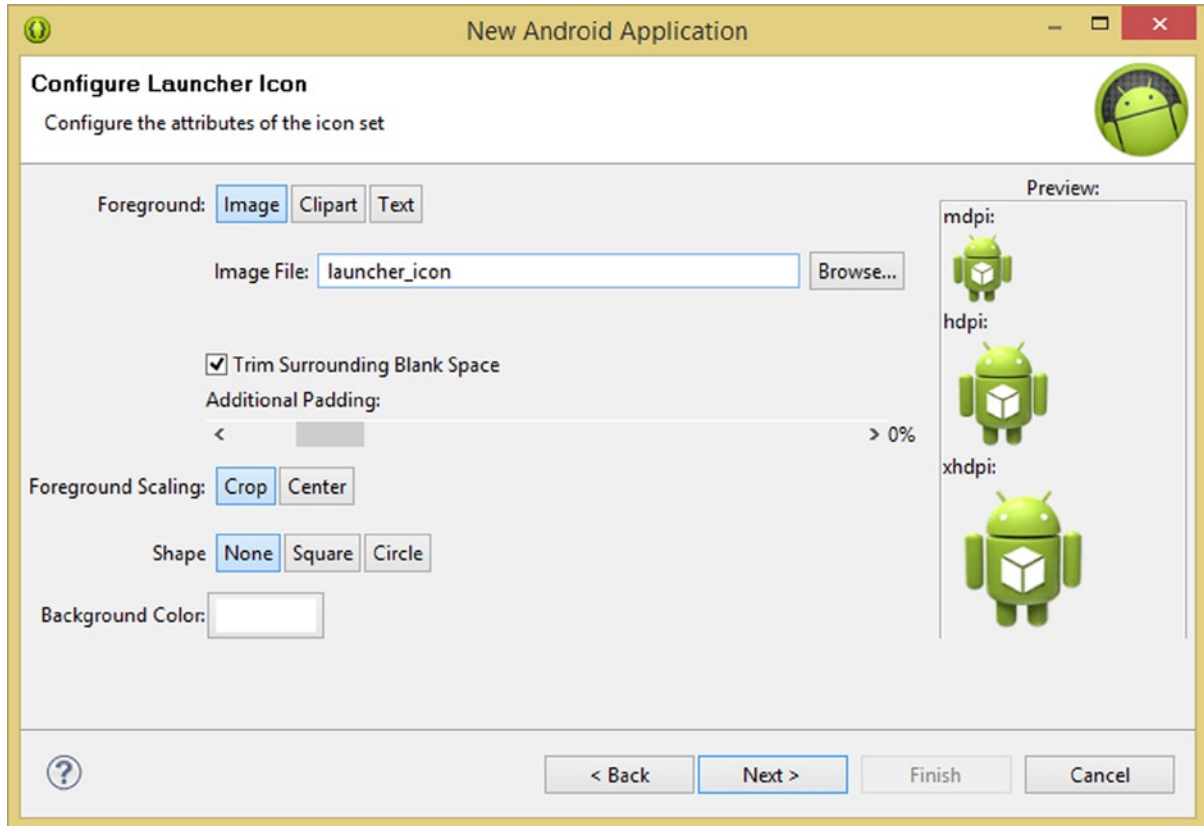 New Android Application
Configure Launcher Icon
Configure the attributes of the icon set
Foreground: Image Clipart Text
Image File: launcher_icon Browse...
Trim Surrounding Blank Space
Additional Padding:
< > 0%
Foreground Scaling: Crop Center
Shape None Square Circle
Background Color:
Preview:
mdpi:
hdpi:
xhdpi:
? < Back Next > Finish Cancel